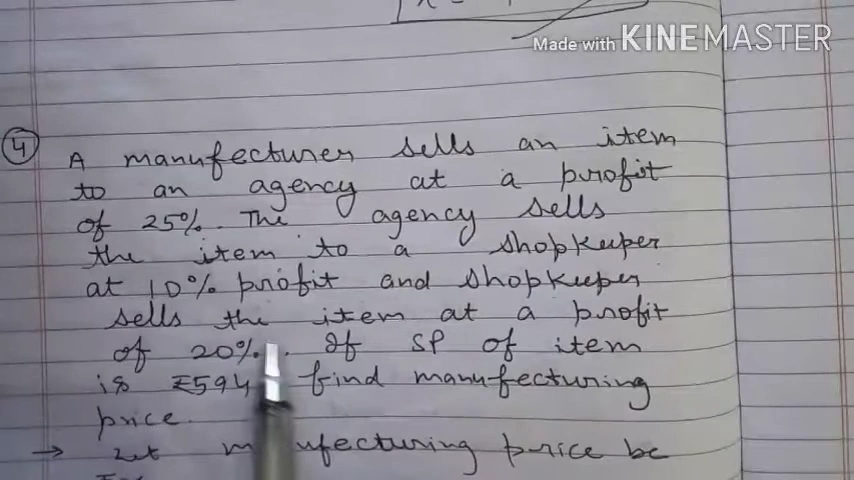 Made with KINEMASTER
4 A manufecturer sells an item
to an agency at a profit
of 25%. The agency sells
the item to a shopkeeper
at 10% profit and shopkeeper
sells the item at a profit
of 20%. If SP of item
is ₹594 find manufecturing
price.
→ Let manufecturing price be